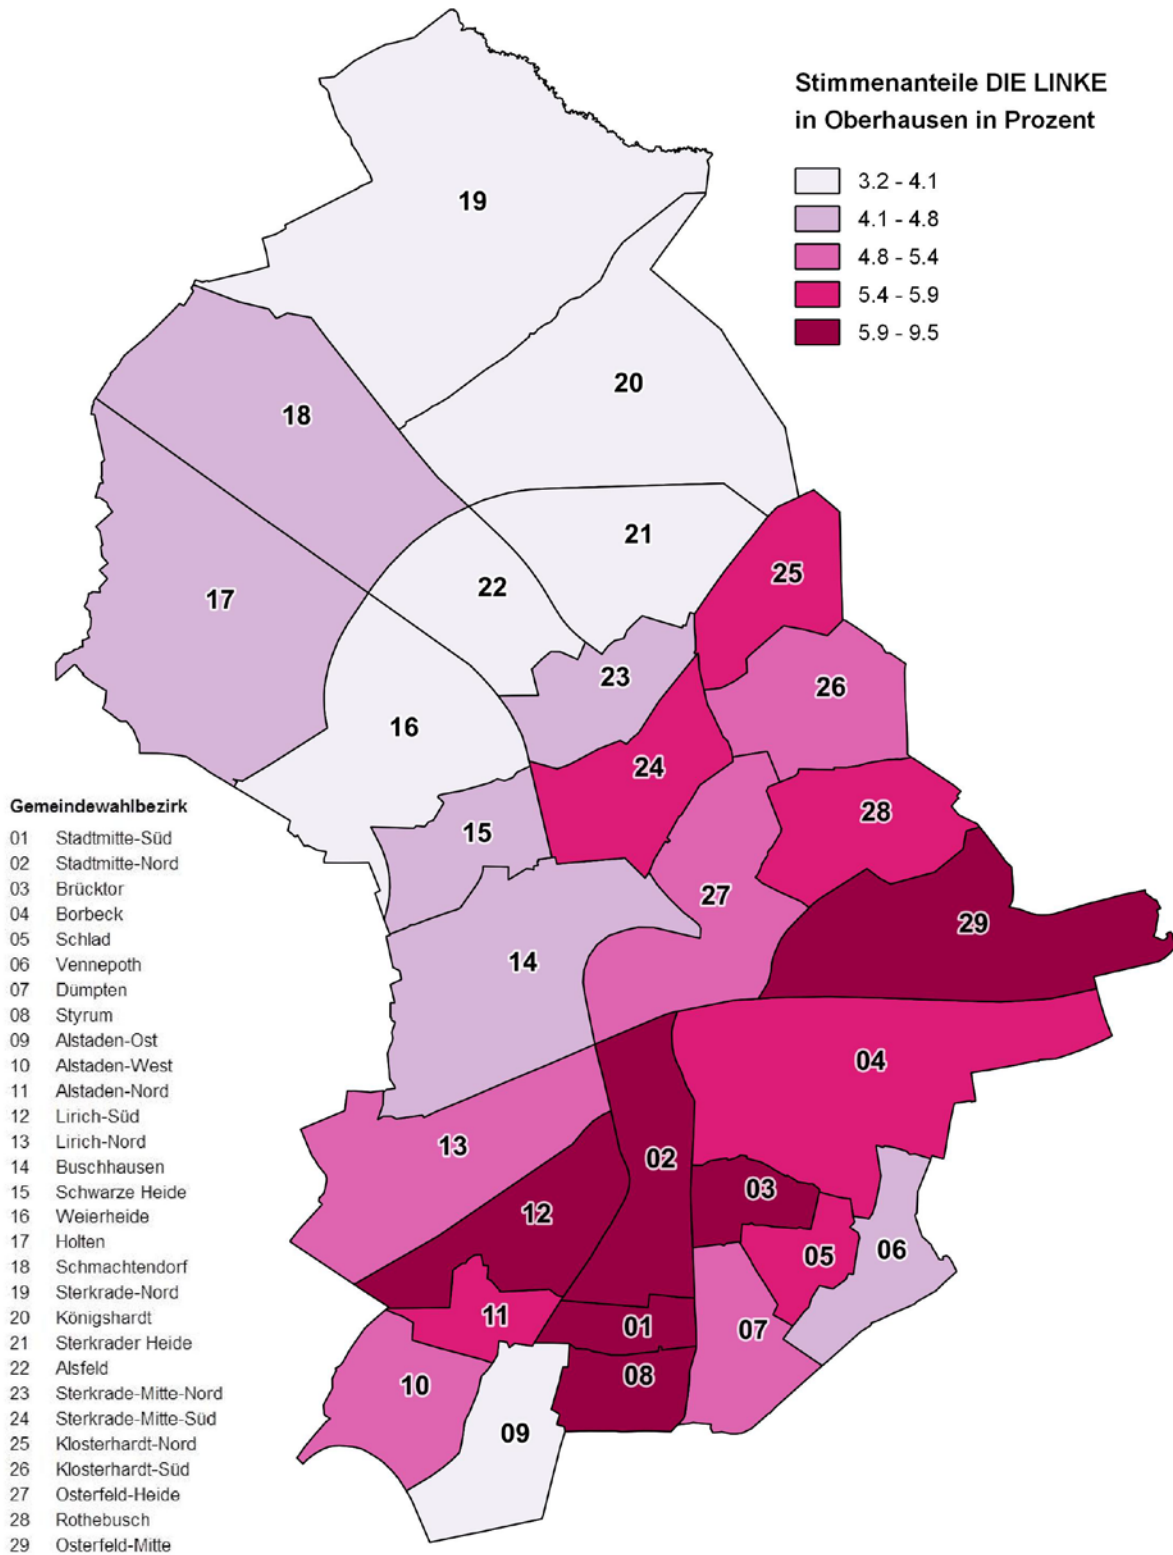 Stimmenanteile DIE LINKE
in Oberhausen in Prozent
3.2 - 4.1
4.1 - 4.8
4.8 - 5.4
5.4 - 5.9
5.9 - 9.5
19
20
18
21
22
25
17
23
26
16
24
28
15
27
29
14
04
13
02
03
12
05
06
11
01
07
08
10
09
Gemeindewahlbezirk
01 Stadtmitte-Süd
02 Stadtmitte-Nord
03 Brücktor
04 Borbeck
05 Schlad
06 Vennepoth
07 Dümpten
08 Styrum
09 Alstaden-Ost
10 Alstaden-West
11 Alstaden-Nord
12 Lirich-Süd
13 Lirich-Nord
14 Buschhausen
15 Schwarze Heide
16 Weierheide
17 Holten
18 Schmachtendorf
19 Sterkrade-Nord
20 Königshardt
21 Sterkrader Heide
22 Alsfeld
23 Sterkrade-Mitte-Nord
24 Sterkrade-Mitte-Süd
25 Klosterhardt-Nord
26 Klosterhardt-Süd
27 Osterfeld-Heide
28 Rothebusch
29 Osterfeld-Mitte